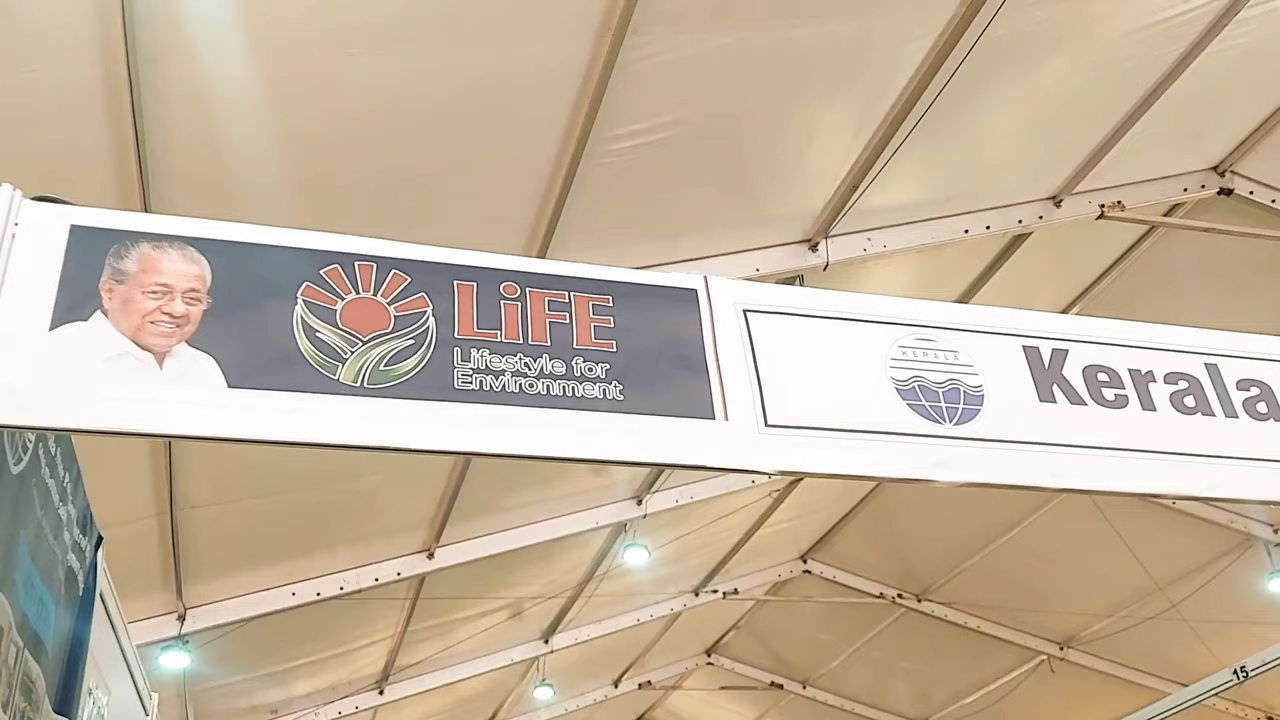 LiFE
Lifestyle for
Environment
KERALA
Kerala
15